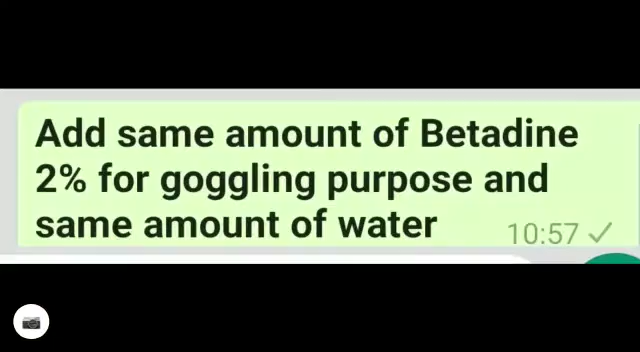 Add same amount of Betadine
2% for goggling purpose and
same amount of water
10:57